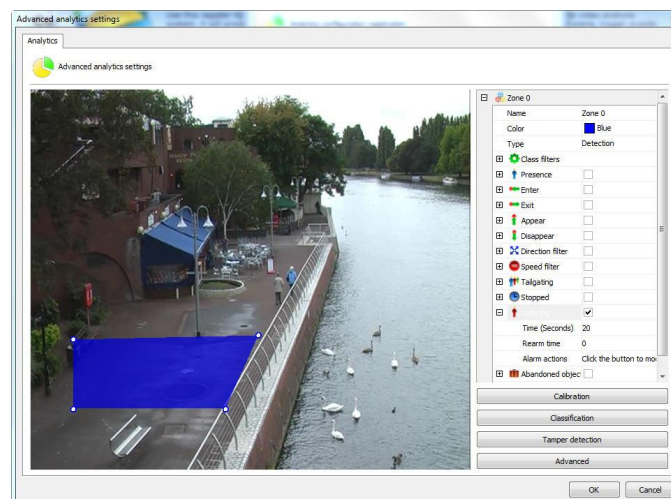 Advanced analytics settings
Analytics
Advanced analytics settings
Zone 0
Name Zone 0
Color Blue
Type Detection
Class filters
Presence
Enter
Exit
Appear
Disappear
Direction filter
Speed filter
Tailgating
Stopped
Time (Seconds) 20
Rearm time 0
Alarm actions Click the button to mo
Abandoned objec
Calibration
Classification
Tamper detection
Advanced
OK Cancel